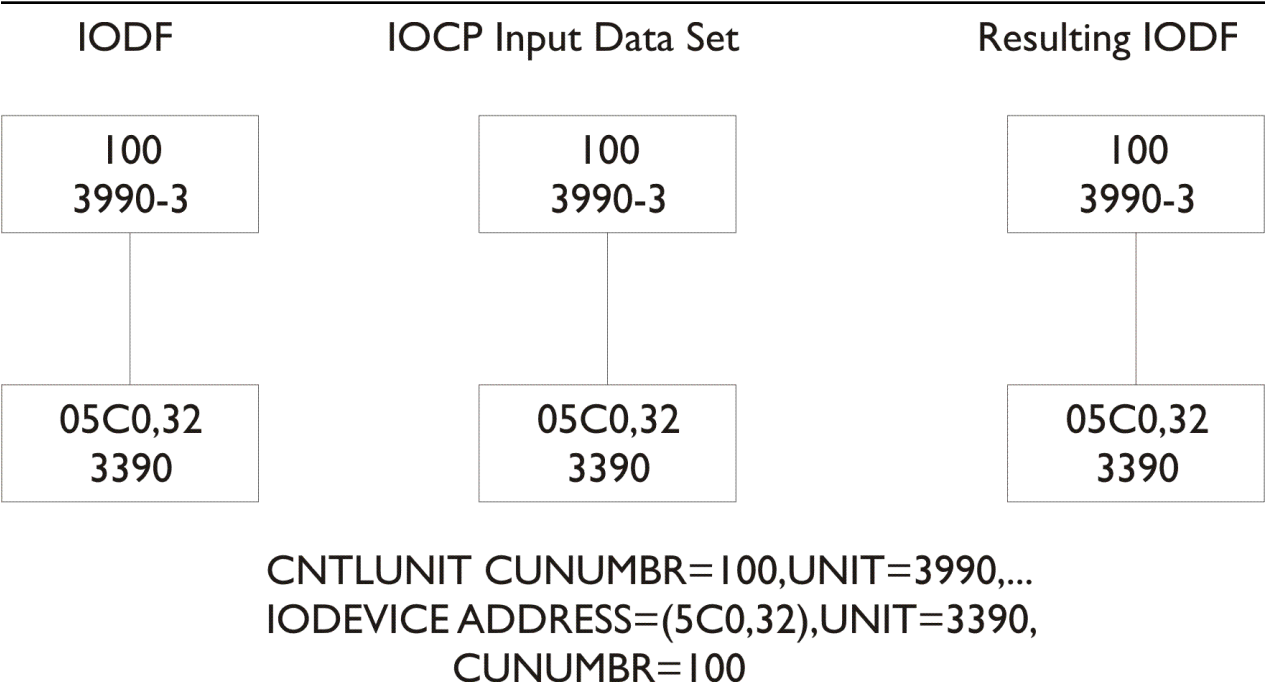 IODF
IOCP Input Data Set
Resulting IODF
100
3990-3
100
3990-3
100
3990-3
05C0,32
3390
05C0,32
3390
05C0,32
3390
CNTLUNIT CUNUMBR=100,UNIT=3990,...
IODEVICE ADDRESS=(5C0,32),UNIT=3390,
CUNUMBR=100